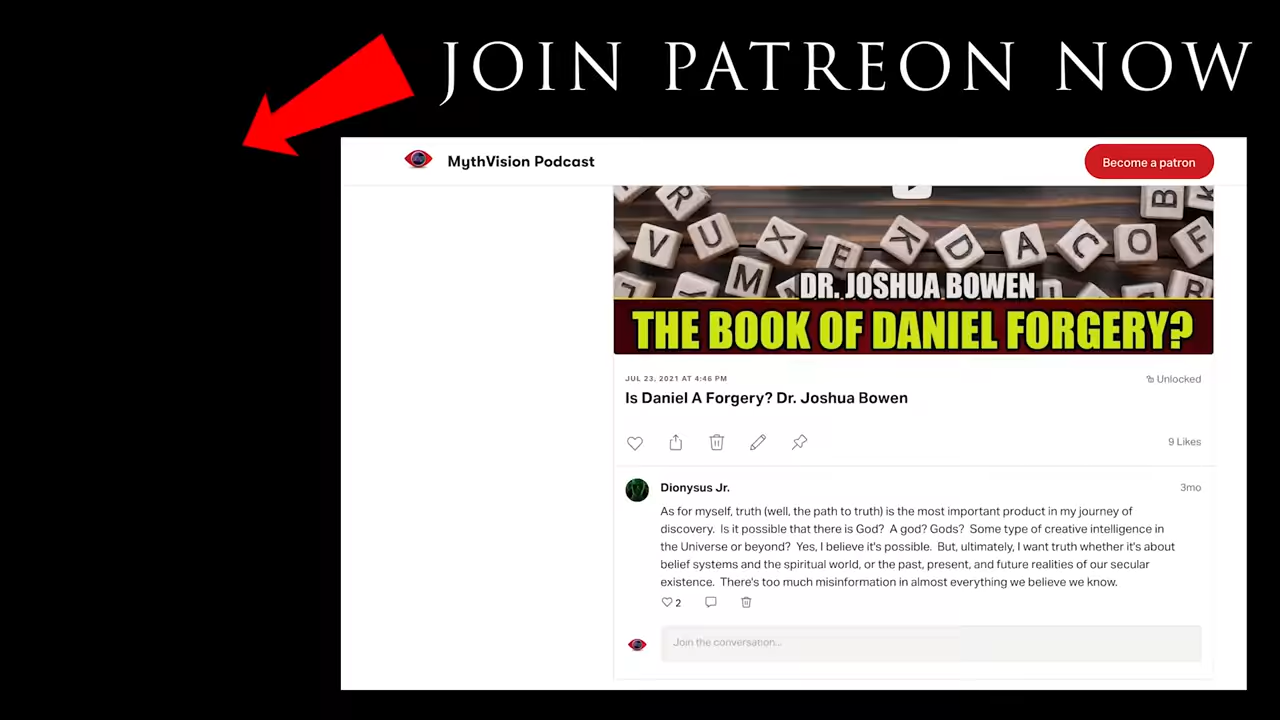 JOIN PATREON NOW
MythVision Podcast
Become a patron
DR. JOSHUA BOWEN
THE BOOK OF DANIEL FORGERY?
JUL 23, 2021 AT 4:46 PM
Unlocked
Is Daniel A Forgery? Dr. Joshua Bowen
9 Likes
Dionysus Jr.
3mo
As for myself, truth (well, the path to truth) is the most important product in my journey of
discovery. Is it possible that there is God? A god? Gods? Some type of creative intelligence in
the Universe or beyond? Yes, I believe it's possible. But, ultimately, I want truth whether it's about
belief systems and the spiritual world, or the past, present, and future realities of our secular
existence. There's too much misinformation in almost everything we believe we know.
2
Join the conversation...